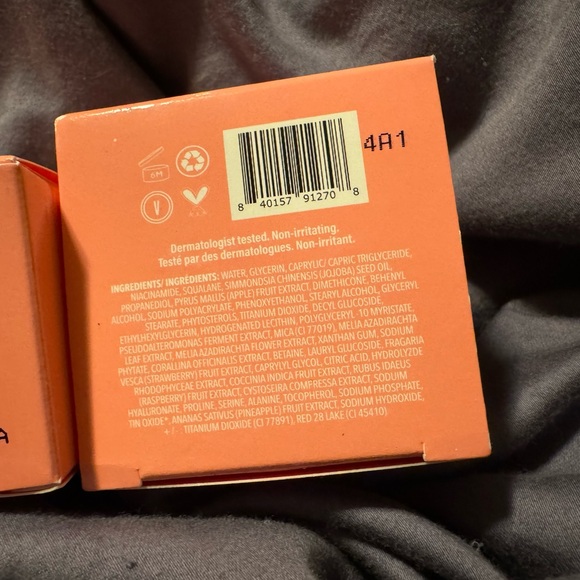 6M
4A1
8 40157 91270 8
V
Dermatologist tested. Non-irritating.
Testé par des dermatologues. Non-irritant.
INGREDIENTS/ INGRÉDIENTS: WATER, GLYCERIN, CAPRYLIC/ CAPRIC TRIGLYCERIDE,
NIACINAMIDE, SQUALANE, SIMMONDSIA CHINENSIS (JOJOBA) SEED OIL,
PROPANEDIOL, PYRUS MALUS (APPLE) FRUIT EXTRACT, DIMETHICONE, BEHENYL
ALCOHOL, SODIUM POLYACRYLATE, PHENOXYETHANOL, STEARYL ALCOHOL, GLYCERYL
STEARATE, PHYTOSTEROLS, TITANIUM DIOXIDE, DECYL GLUCOSIDE,
ETHYLHEXYLGLYCERIN, HYDROGENATED LECITHIN, POLYGLYCERYL -10 MYRISTATE,
PSEUDOALTEROMONAS FERMENT EXTRACT, MICA (CI 77019), MELIA AZADIRACHTA
LEAF EXTRACT, MELIA AZADIRACHTA FLOWER EXTRACT, XANTHAN GUM, SODIUM
PHYTATE, CORALLINA OFFICINALIS EXTRACT, BETAINE, LAURYL GLUCOSIDE, FRAGARIA
VESCA (STRAWBERRY) FRUIT EXTRACT, CAPRYLYL GLYCOL, CITRIC ACID, HYDROLYZDE
RHODOPHYCEAE EXTRACT, COCCINIA INDICA FRUIT EXTRACT, RUBUS IDAEUS
(RASPBERRY) FRUIT EXTRACT, CYSTOSEIRA COMPRESSA EXTRACT, SODIUM
HYALURONATE, PROLINE, SERINE, ALANINE, TOCOPHEROL, SODIUM PHOSPHATE,
TIN OXIDE*, ANANAS SATIVUS (PINEAPPLE) FRUIT EXTRACT, SODIUM HYDROXIDE,
+/- TITANIUM DIOXIDE (CI 77891), RED 28 LAKE (CI 45410)
A